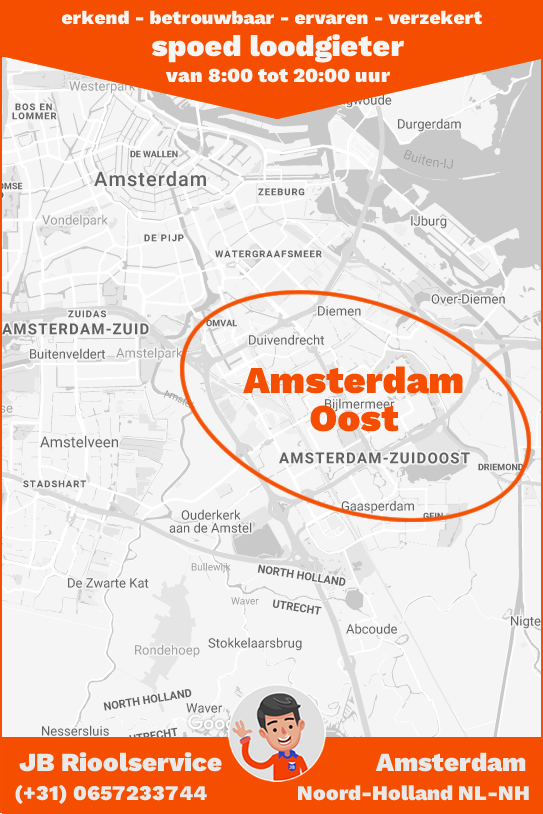 erkend - betrouwbaar - ervaren - verzekert
spoed loodgieter
van 8:00 tot 20:00 uur
Westerpark
BOS EN
LOMMER
Durgerdam
DE WALLEN
Buiten-IJ
Amsterdam
ZEEBURG
Vondelpark
IJburg
DE PIJP
WATERGRAAFSMEER
Over-Diemen
ZUIDAS
OMVAL
Diemen
AMSTERDAM-ZUID
Duivendrecht
Buitenveldert
Amstelpark
Amsterdam
Oost
Bijlmermeer
Amstelveen
AMSTERDAM-ZUIDOOST
DRIEMOND
STADSHART
Gaasperdam
GEIN
Ouderkerk
aan de Amstel
Bullewijk
NORTH HOLLAND
De Zwarte Kat
Waver
UTRECHT
Abcoude
Stokkelaarsbrug
Rondehoep
NORTH HOLLAND
Waver
UTRECHT
Nessersluis
JB Rioolservice
Amsterdam
(+31) 0657233744
Noord-Holland NL-NH